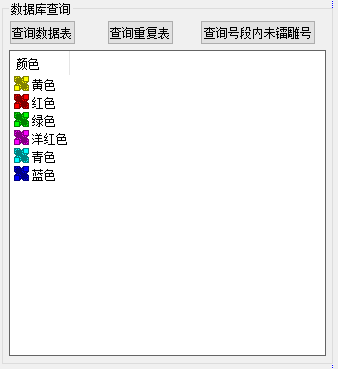 数据库查询
查询数据表 查询重复表 查询号段内未镭雕号
颜色
黄色
红色
绿色
洋红色
青色
蓝色